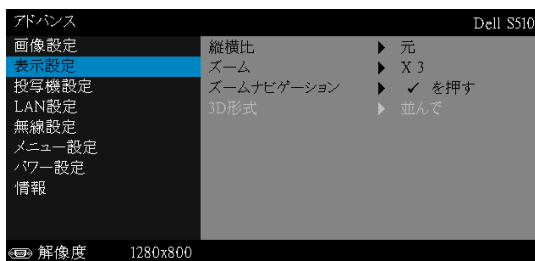 アドバンス Dell S510
画像設定
表示設定
投写機設定
LAN設定
無線設定
メニュー設定
パワー設定
情報
縦横比 元
ズーム X 3
ズームナビゲーション ✓ を押す
3D形式 並んで
解像度 1280x800